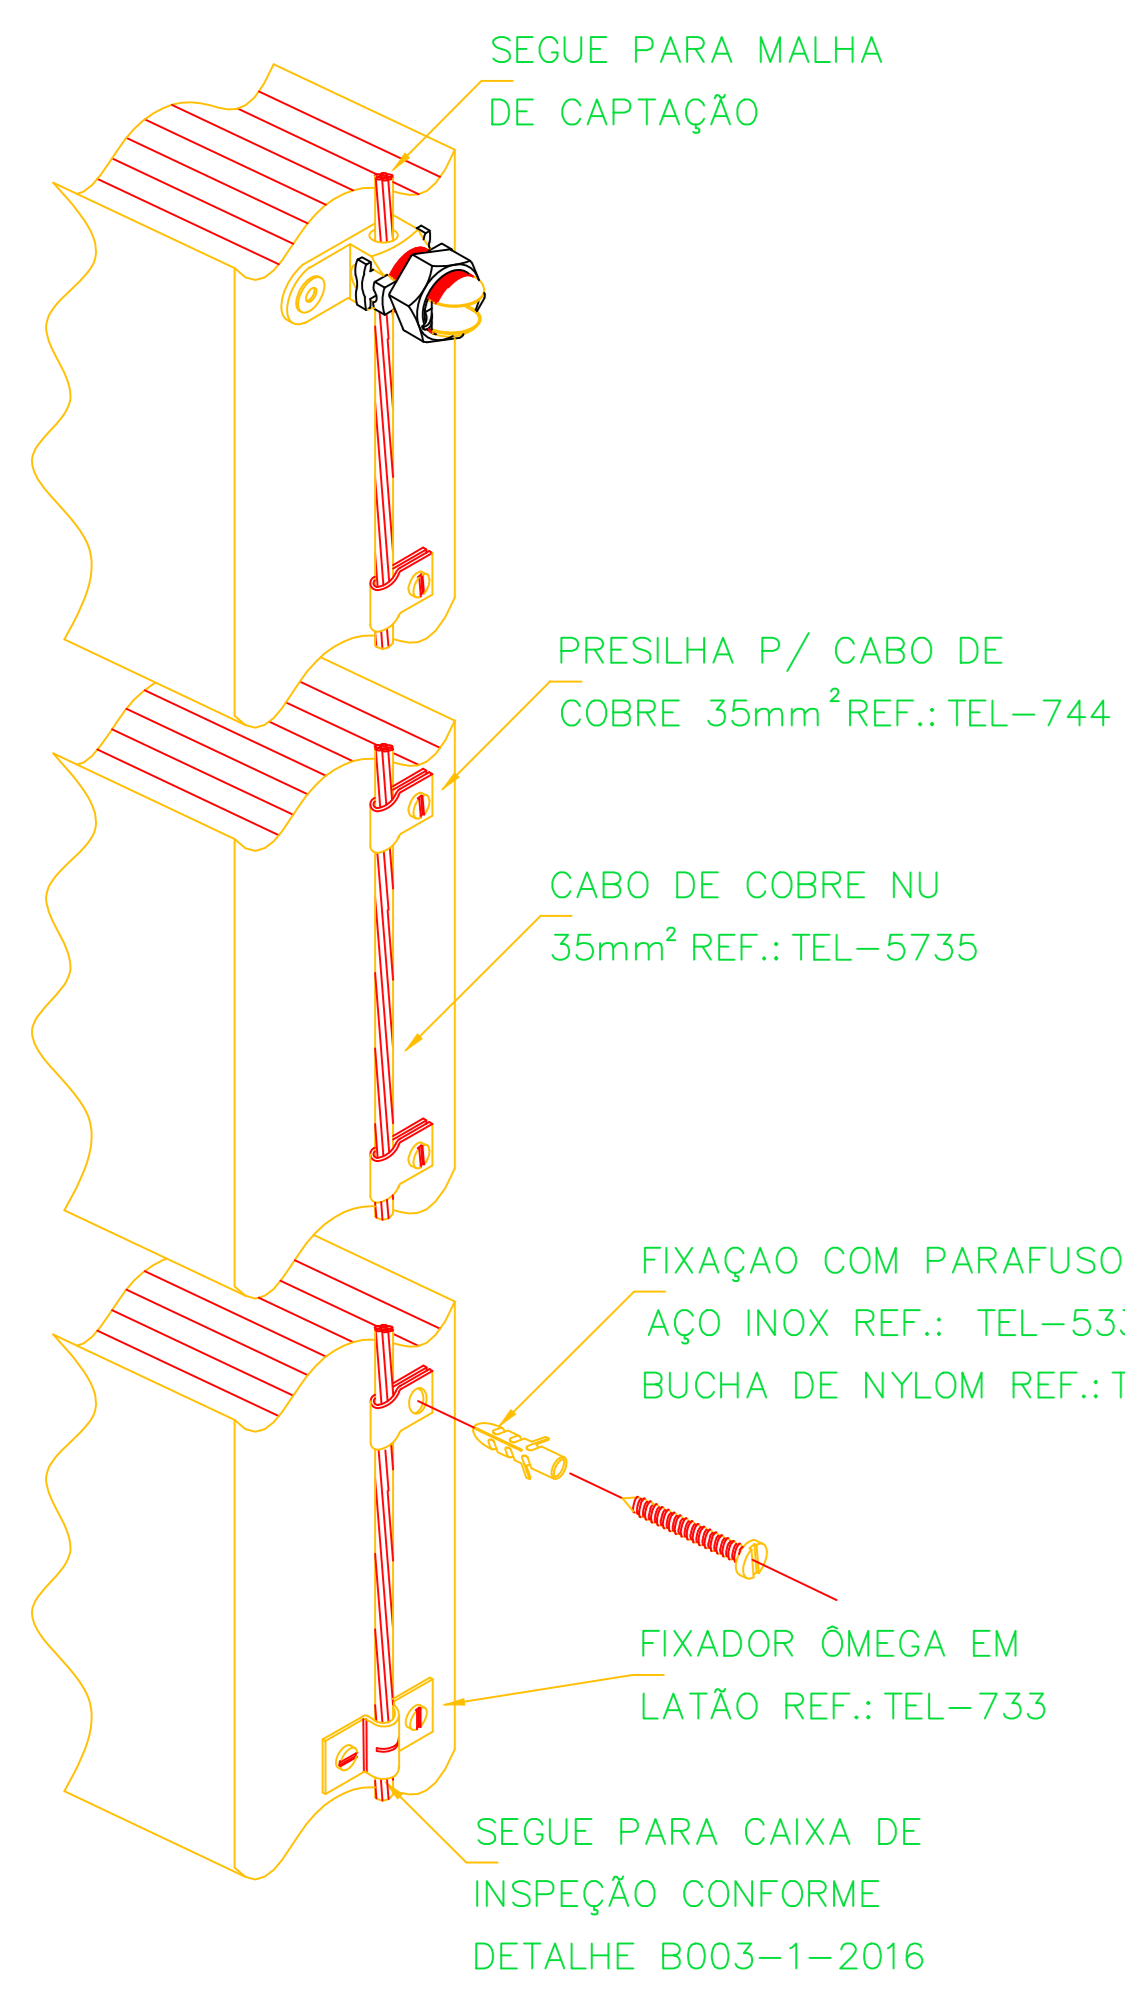 SEGUE PARA MALHA
DE CAPTAÇÃO
PRESILHA P/ CABO DE
COBRE 35mm² REF.: TEL-744
CABO DE COBRE NU
35mm² REF.: TEL-5735
FIXAÇAO COM PARAFUSO
AÇO INOX REF.: 
BUCHA DE NYLOM REF.:
FIXADOR ÔMEGA EM
LATÃO REF.: TEL-733
SEGUE PARA CAIXA DE
INSPEÇÃO CONFORME
DETALHE B003-1-2016